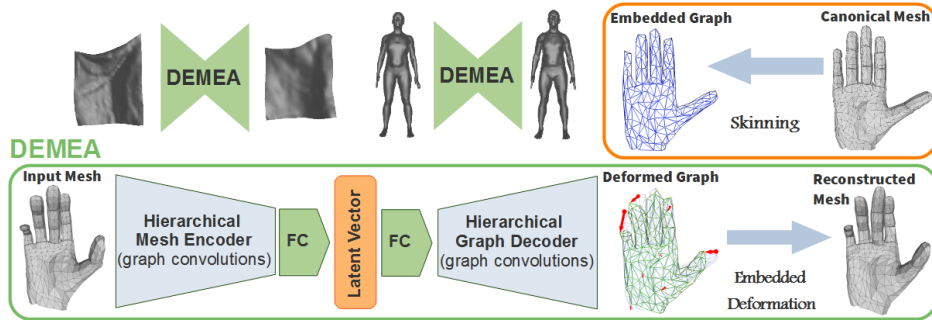 DEMEA
DEMEA
Embedded Graph
Canonical Mesh
Skinning
DEMEA
Input Mesh
Hierarchical
Mesh Encoder
(graph convolutions)
FC
Latent Vector
FC
Hierarchical
Graph Decoder
(graph convolutions)
Deformed Graph
Embedded
Deformation
Reconstructed
Mesh